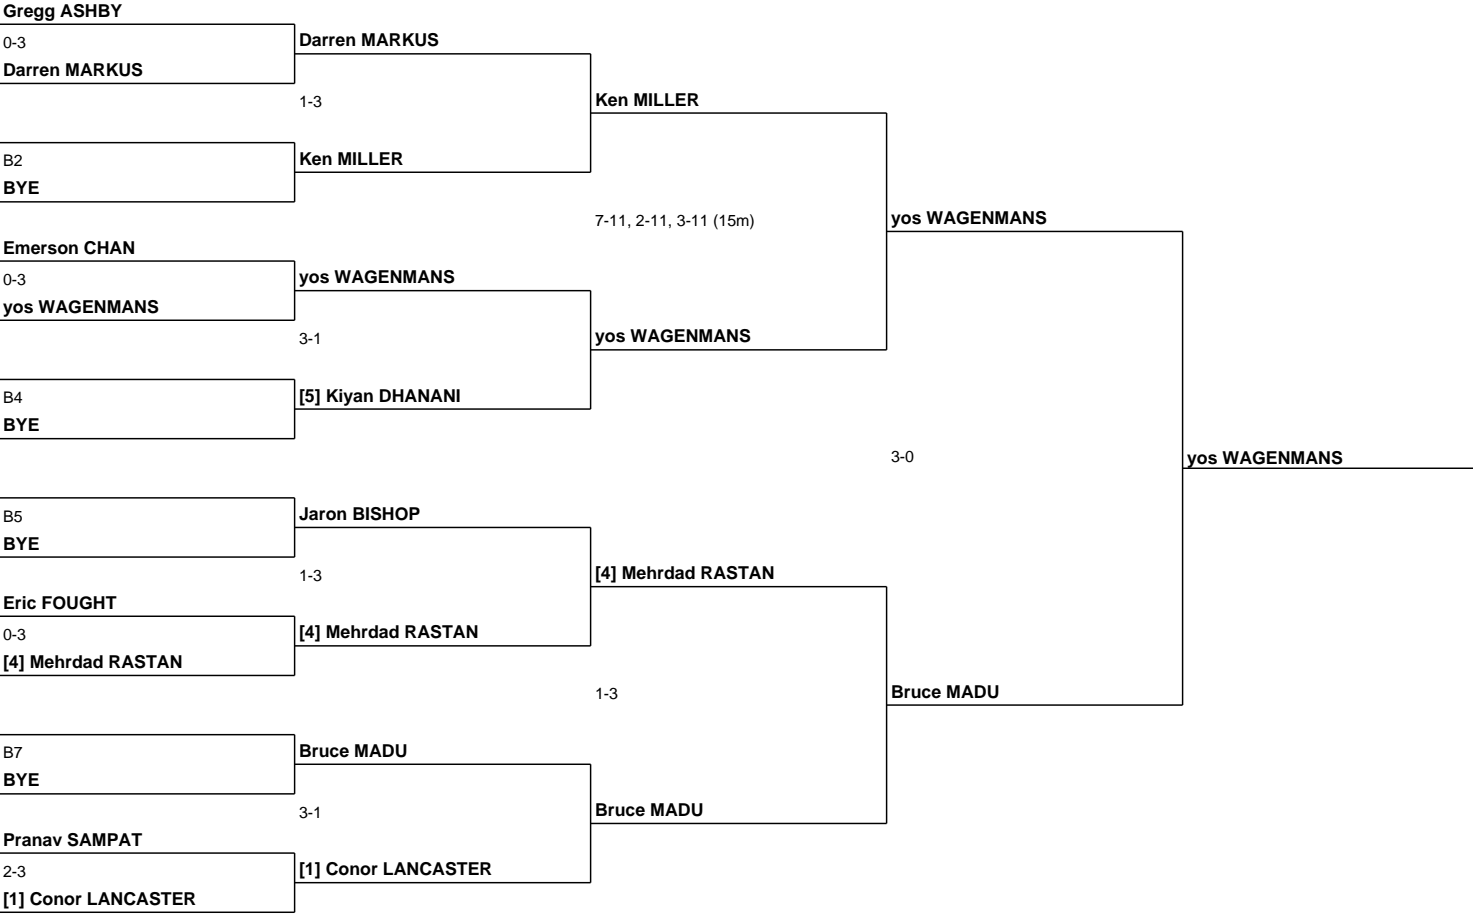 Gregg ASHBY
0-3
Darren MARKUS
Darren MARKUS
1-3
Ken MILLER
B2
BYE
Ken MILLER
7-11, 2-11, 3-11 (15m)
yos WAGENMANS
Emerson CHAN
0-3
yos WAGENMANS
yos WAGENMANS
3-1
yos WAGENMANS
B4
BYE
[5] Kiyan DHANANI
3-0
yos WAGENMANS
B5
BYE
Jaron BISHOP
1-3
[4] Mehrdad RASTAN
Eric FOUGHT
0-3
[4] Mehrdad RASTAN
[4] Mehrdad RASTAN
1-3
Bruce MADU
B7
BYE
Bruce MADU
3-1
Bruce MADU
Pranav SAMPAT
2-3
[1] Conor LANCASTER
[1] Conor LANCASTER